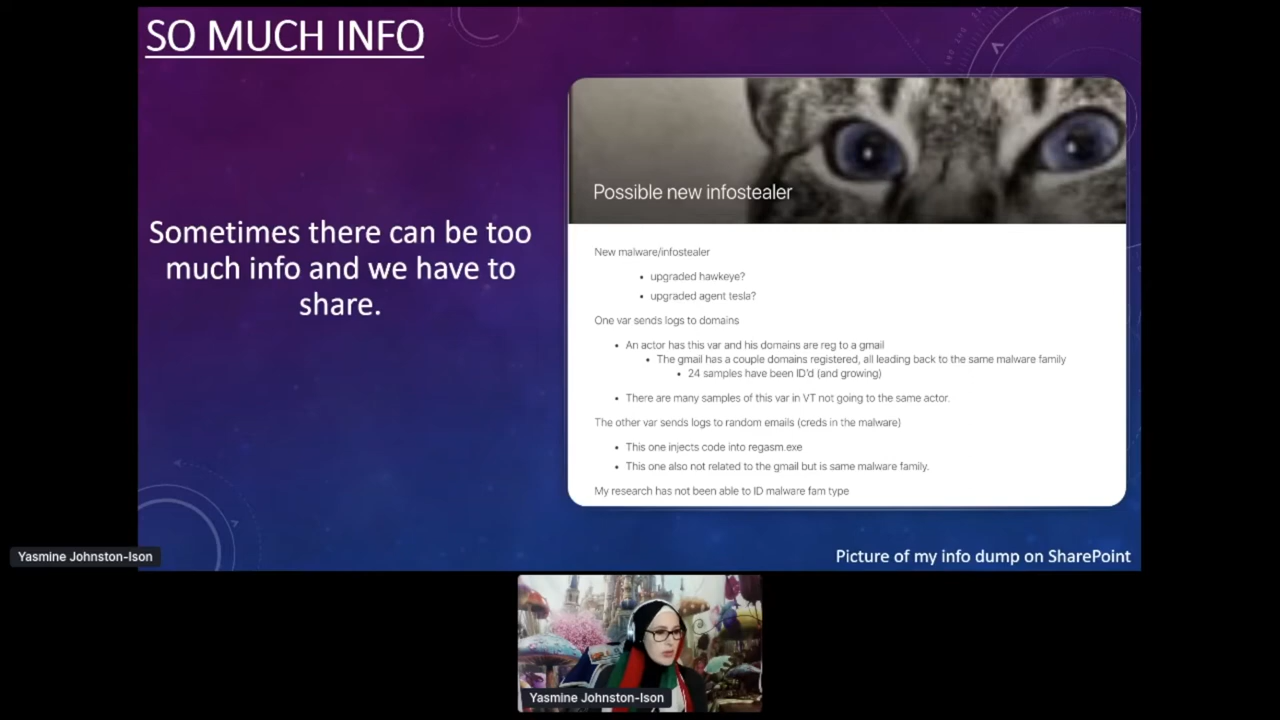 SO MUCH INFO
Sometimes there can be too
much info and we have to
share.
Possible new infostealer
New malware/infostealer
• upgraded hawkeye?
• upgraded agent tesla?
One var sends logs to domains
• An actor has this var and his domains are reg to a gmail
• The gmail has a couple domains registered, all leading back to the same malware family
• 24 samples have been ID'd (and growing)
• There are many samples of this var in VT not going to the same actor.
The other var sends logs to random emails (creds in the malware)
• This one injects code into regasm.exe
• This one also not related to the gmail but is same malware family.
My research has not been able to ID malware fam type
Picture of my info dump on SharePoint
Yasmine Johnston-Ison
Yasmine Johnston-Ison